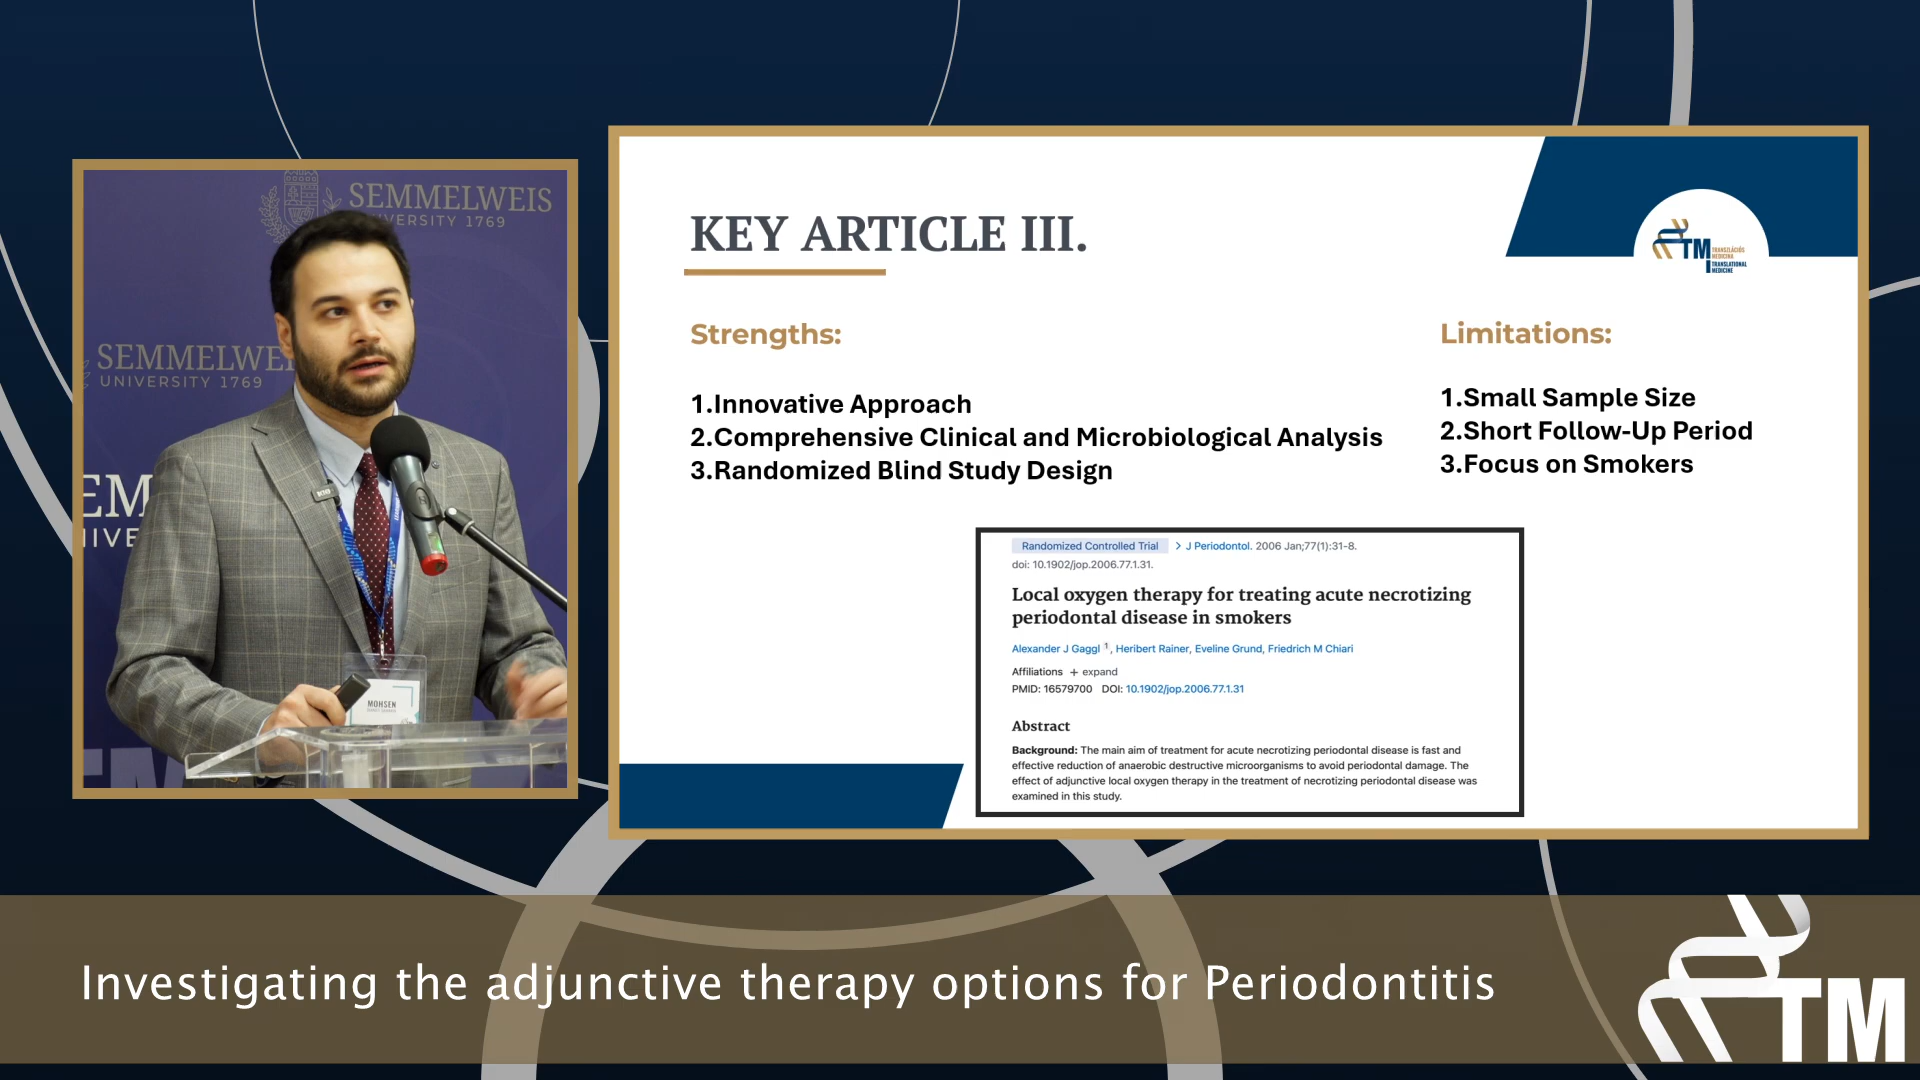 SEMMELWEIS
UNIVERSITY 1769
SEMMELWEI
UNIVERSITY 1769
EM
IVE
MOHSEN
TM
KEY ARTICLE III.
TM TRANSZLÁCIÓS
MEDICINA
TRANSLATIONAL
MEDICINE
Strengths:
1.Innovative Approach
2.Comprehensive Clinical and Microbiological Analysis
3.Randomized Blind Study Design
Limitations:
1.Small Sample Size
2.Short Follow-Up Period
3.Focus on Smokers
Randomized Controlled Trial > J Periodontol. 2006 Jan;77(1):31-8.
doi: 10.1902/jop.2006.77.1.31.
Local oxygen therapy for treating acute necrotizing
periodontal disease in smokers
Alexander J Gaggl 1, Heribert Rainer, Eveline Grund, Friedrich M Chiari
Affiliations + expand
PMID: 16579700 DOI: 10.1902/jop.2006.77.1.31
Abstract
Background: The main aim of treatment for acute necrotizing periodontal disease is fast and
effective reduction of anaerobic destructive microorganisms to avoid periodontal damage. The
effect of adjunctive local oxygen therapy in the treatment of necrotizing periodontal disease was
examined in this study.
Investigating the adjunctive therapy options for Periodontitis
TM